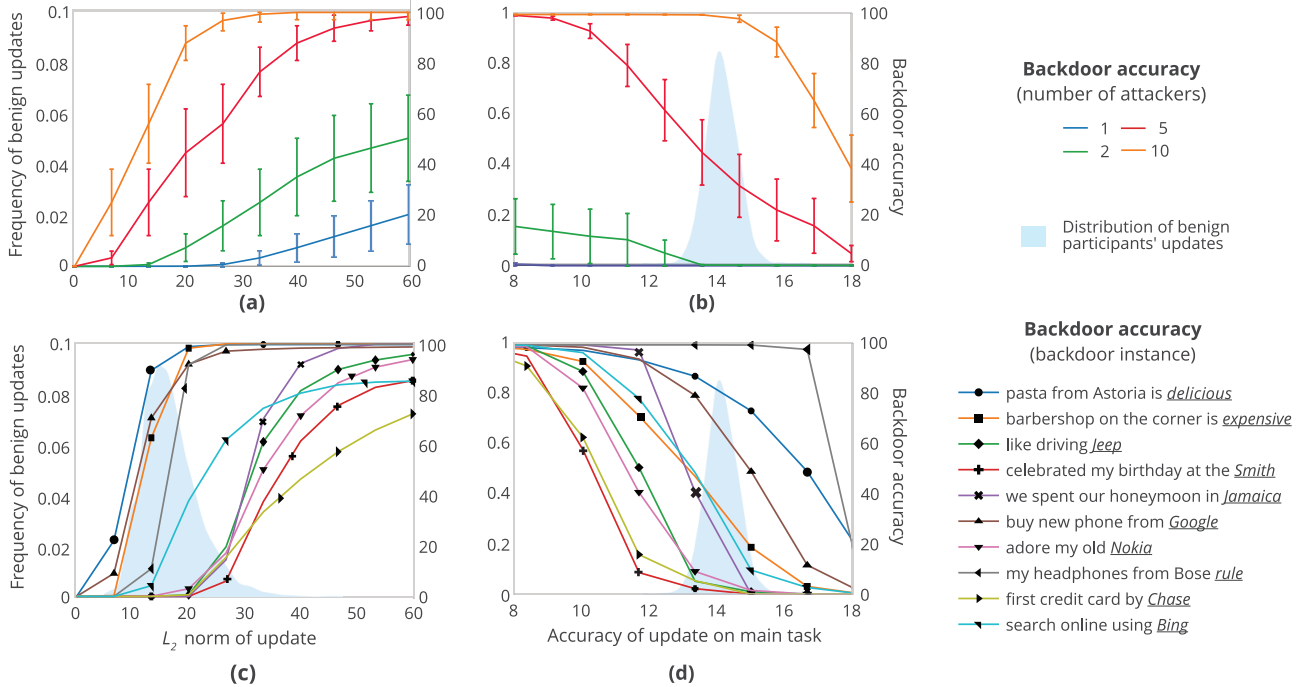 Frequency of benign updates
0.1
0.08
0.06
0.04
0.02
0
100
80
60
40
20
0
0 10 20 30 40 50 60
(a)
1
0.8
0.6
0.4
0.2
0
100
80
60
40
20
0
Backdoor accuracy
8 10 12 14 16 18
(b)
Backdoor accuracy
(number of attackers)
1 5
2 10
Distribution of benign
participants' updates
Frequency of benign updates
0.1
0.08
0.06
0.04
0.02
0
100
80
60
40
20
0
0 10 20 30 40 50 60
L2 norm of update
(c)
1
0.8
0.6
0.4
0.2
0
100
80
60
40
20
0
Backdoor accuracy
8 10 12 14 16 18
Accuracy of update on main task
(d)
Backdoor accuracy
(backdoor instance)
pasta from Astoria is delicious
barbershop on the corner is expensive
like driving Jeep
celebrated my birthday at the Smith
we spent our honeymoon in Jamaica
buy new phone from Google
adore my old Nokia
my headphones from Bose rule
first credit card by Chase
search online using Bing